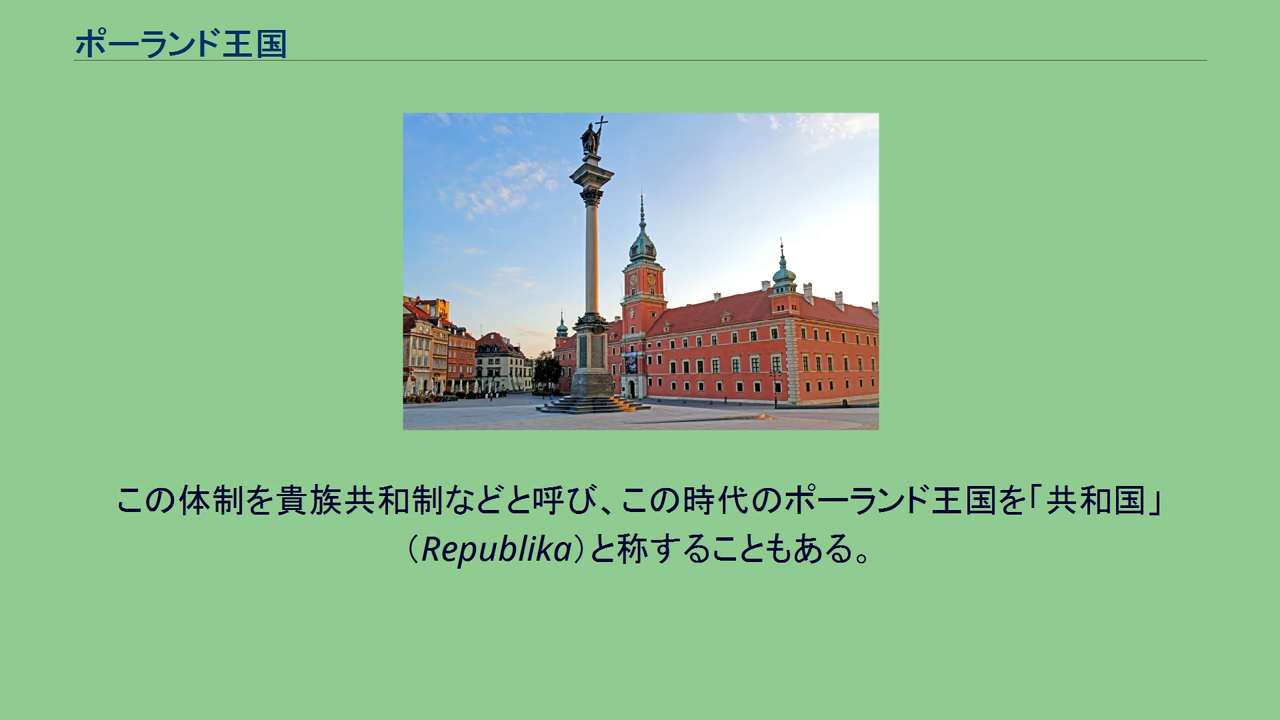 ポーランド王国
この体制を貴族共和制などと呼び、この時代のポーランド王国を「共和国」
（Republika）と称することもある。